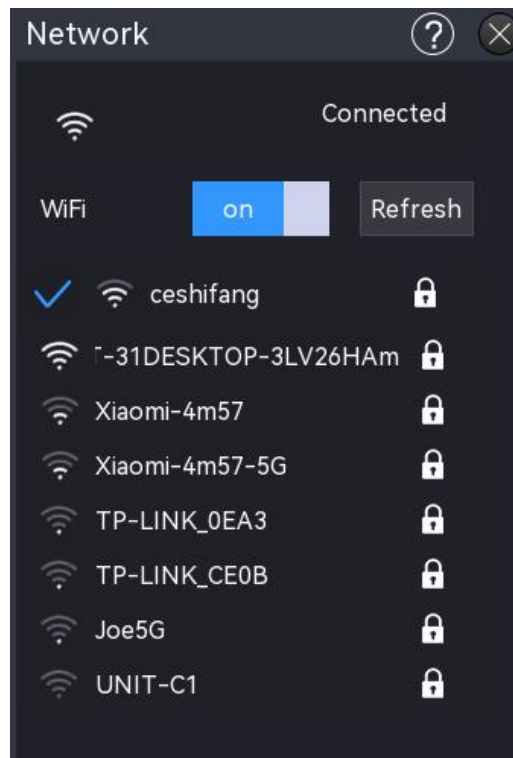 Network ?
Connected
WiFi on Refresh
ceshifang
T-31DESKTOP-3LV26HAm
Xiaomi-4m57
Xiaomi-4m57-5G
TP-LINK_0EA3
TP-LINK_CE0B
Joe5G
UNIT-C1